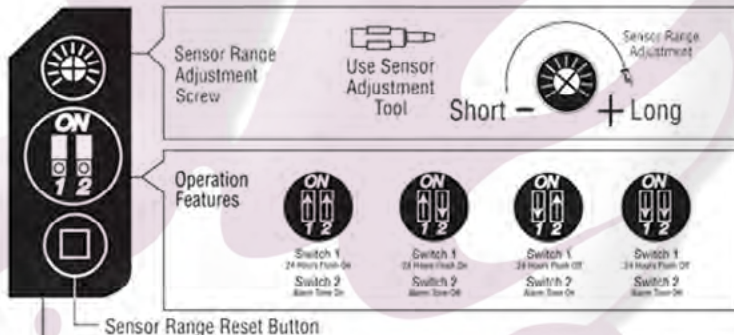 Sensor Range
Adjustment
Screw
Use Sensor
Adjustment
Tool
Sensor Range
Adjustment
Short – + Long
ON
1 2
Operation
Features
ON
1 2
Switch 1
24 Hours Flush On
Switch 2
Alarm Tone On
ON
1 2
Switch 1
24 Hours Flush On
Switch 2
Alarm Tone Off
ON
1 2
Switch 1
24 Hours Flush Off
Switch 2
Alarm Tone On
ON
1 2
Switch 1
24 Hours Flush Off
Switch 2
Alarm Tone Off
Sensor Range Reset Button